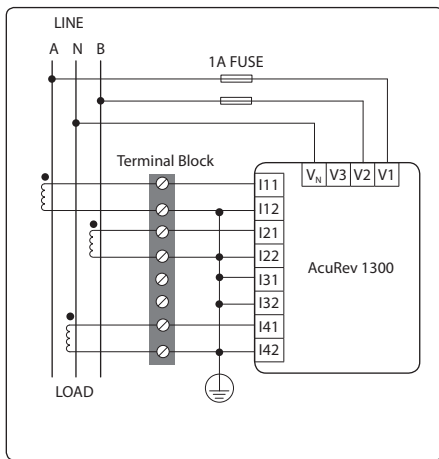 LINE
A N B
1A FUSE
Terminal Block
V_N V3 V2 V1
I11
I12
I21
I22
I31
I32
I41
I42
AcuRev 1300
LOAD